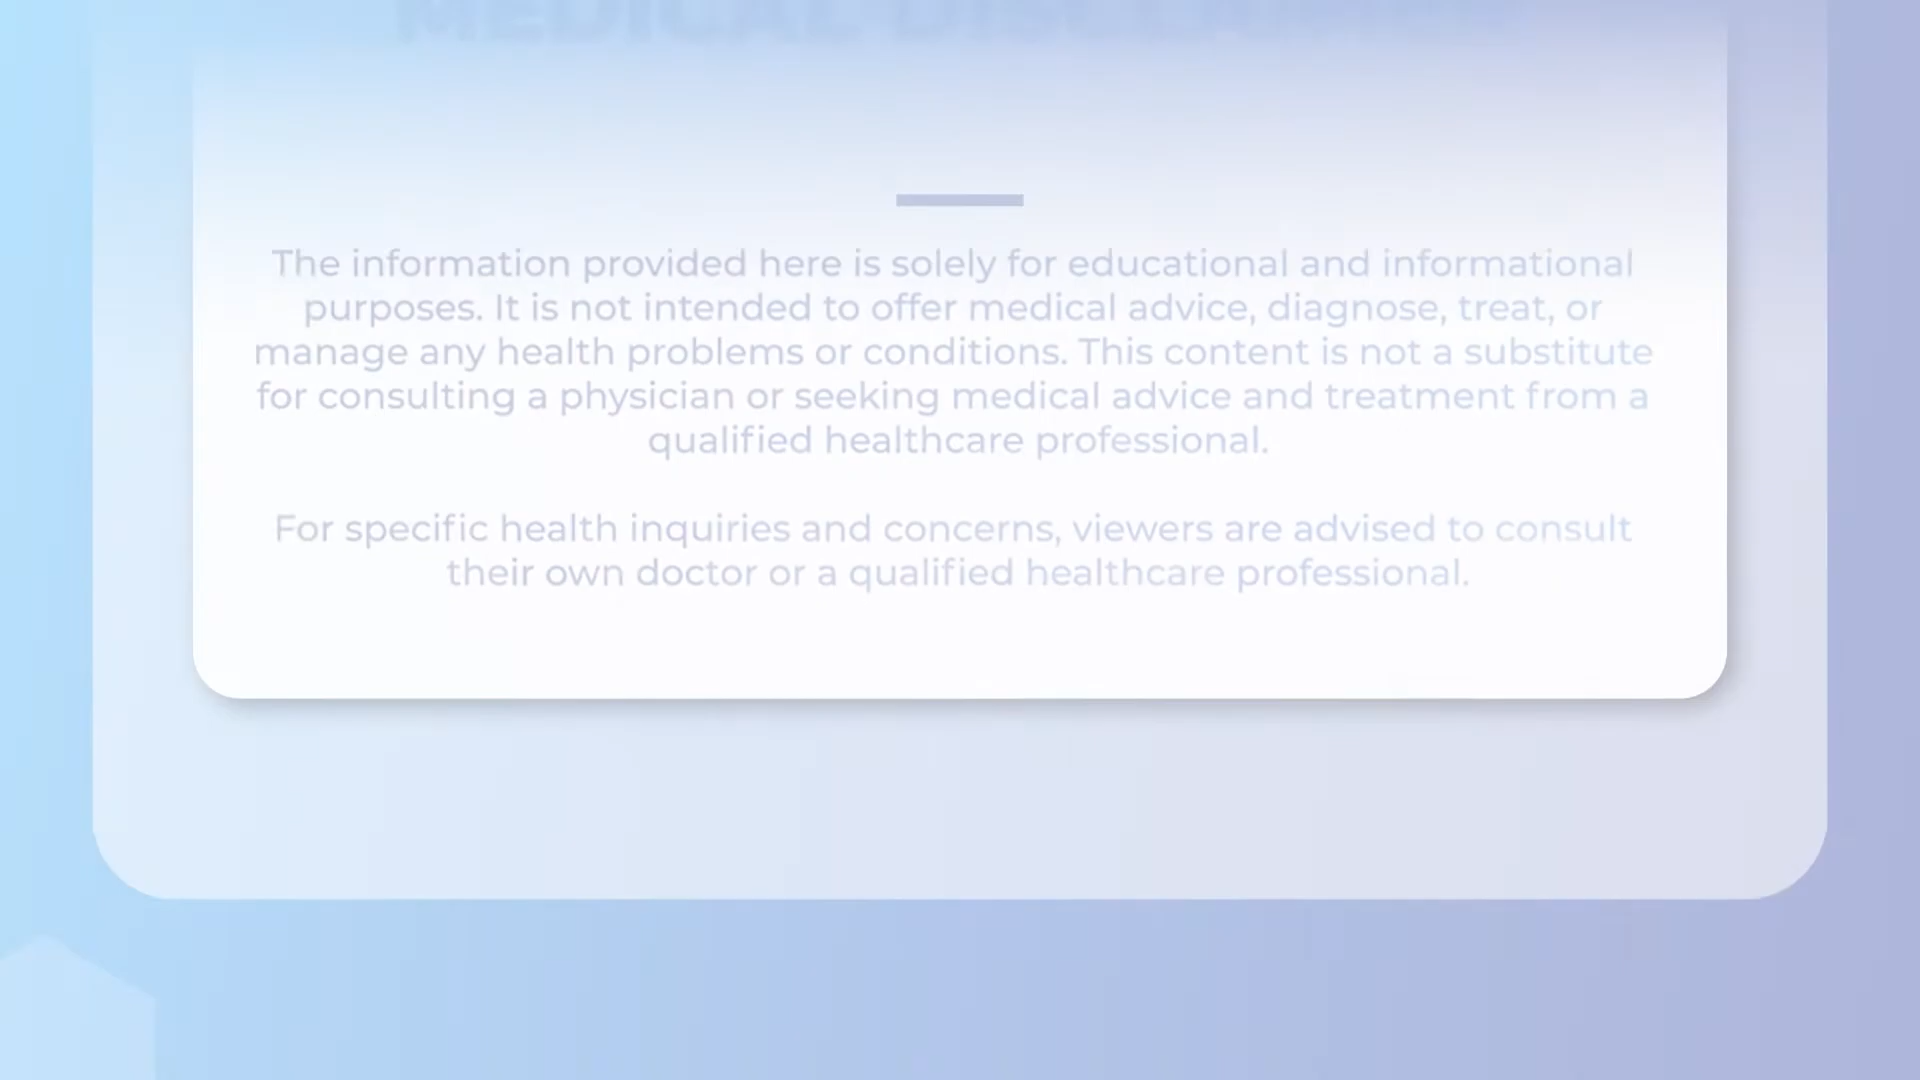 MEDICAL DISCLAIMER
The information provided here is solely for educational and informational
purposes. It is not intended to offer medical advice, diagnose, treat, or
manage any health problems or conditions. This content is not a substitute
for consulting a physician or seeking medical advice and treatment from a
qualified healthcare professional.
For specific health inquiries and concerns, viewers are advised to consult
their own doctor or a qualified healthcare professional.